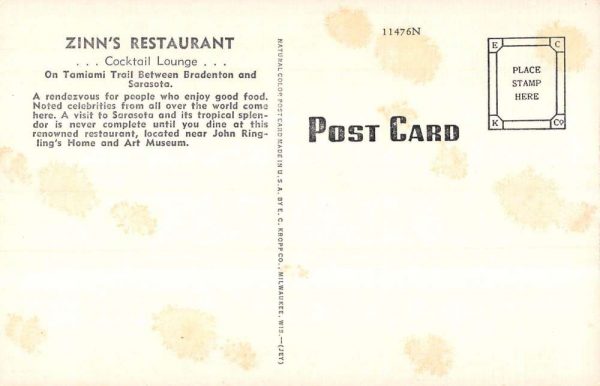 ZINN'S RESTAURANT
. . . Cocktail Lounge . . .
On Tamiami Trail Between Bradenton and
Sarasota.
A rendezvous for people who enjoy good food.
Noted celebrities from all over the world come
here. A visit to Sarasota and its tropical splen-
dor is never complete until you dine at this
renowned restaurant, located near John Ring-
ling's Home and Art Museum.
NATURAL COLOR POST CARD MADE IN U.S.A. BY E. C. KROPP CO., MILWAUKEE, WIS.—(JEY)
11476N
POST CARD
E C
PLACE
STAMP
HERE
K Co